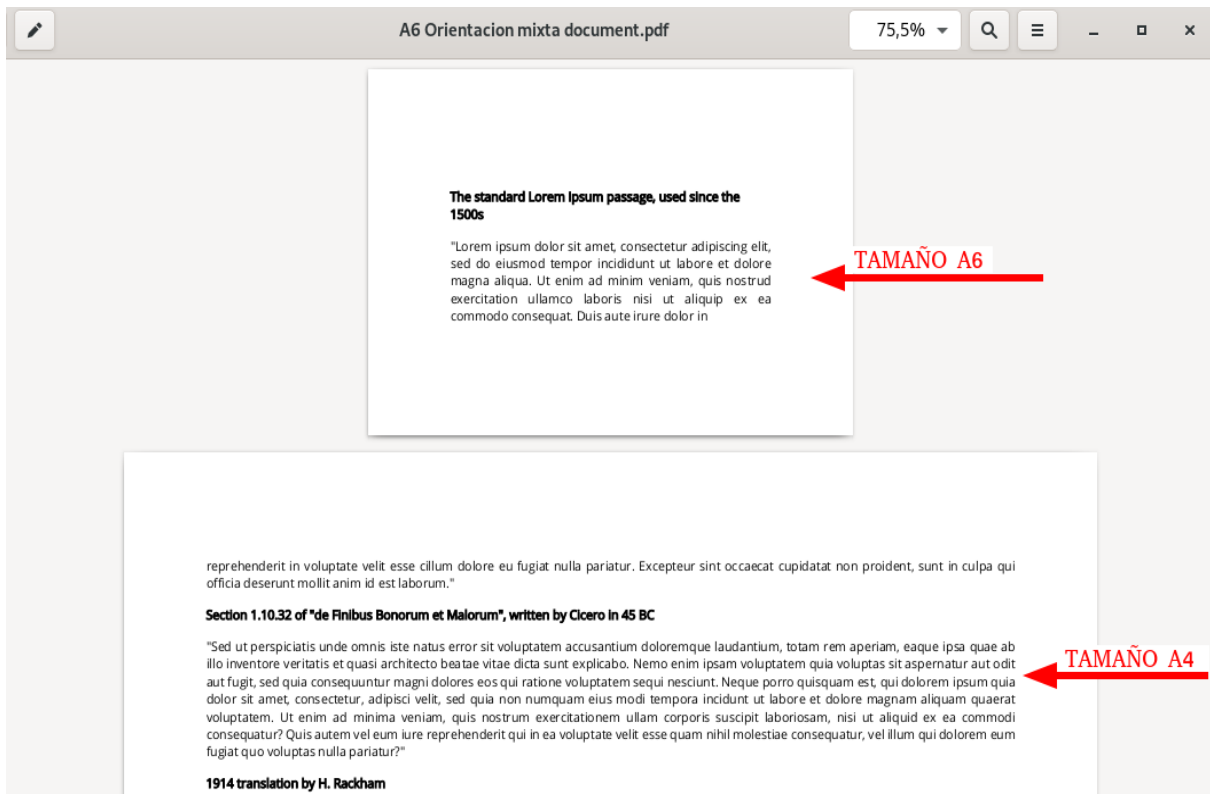 A6 Orientacion mixta document.pdf
75,5%
The standard Lorem Ipsum passage, used since the
1500s
"Lorem ipsum dolor sit amet, consectetur adipiscing elit,
sed do eiusmod tempor incididunt ut labore et dolore
magna aliqua. Ut enim ad minim veniam, quis nostrud
exercitation ullamco laboris nisi ut aliquip ex ea
commodo consequat. Duis aute irure dolor in
TAMAÑO A6
reprehenderit in voluptate velit esse cillum dolore eu fugiat nulla pariatur. Excepteur sint occaecat cupidatat non proident, sunt in culpa qui
officia deserunt mollit anim id est laborum."
Section 1.10.32 of "de Finibus Bonorum et Malorum", written by Cicero in 45 BC
"Sed ut perspiciatis unde omnis iste natus error sit voluptatem accusantium doloremque laudantium, totam rem aperiam, eaque ipsa quae ab
illo inventore veritatis et quasi architecto beatae vitae dicta sunt explicabo. Nemo enim ipsam voluptatem quia voluptas sit aspernatur aut odit
aut fugit, sed quia consequuntur magni dolores eos qui ratione voluptatem sequi nesciunt. Neque porro quisquam est, qui dolorem ipsum quia
dolor sit amet, consectetur, adipisci velit, sed quia non numquam eius modi tempora incidunt ut labore et dolore magnam aliquam quaerat
voluptatem. Ut enim ad minima veniam, quis nostrum exercitationem ullam corporis suscipit laboriosam, nisi ut aliquid ex ea commodi
consequatur? Quis autem vel eum iure reprehenderit qui in ea voluptate velit esse quam nihil molestiae consequatur, vel illum qui dolorem eum
fugiat quo voluptas nulla pariatur?"
TAMAÑO A4
1914 translation by H. Rackham